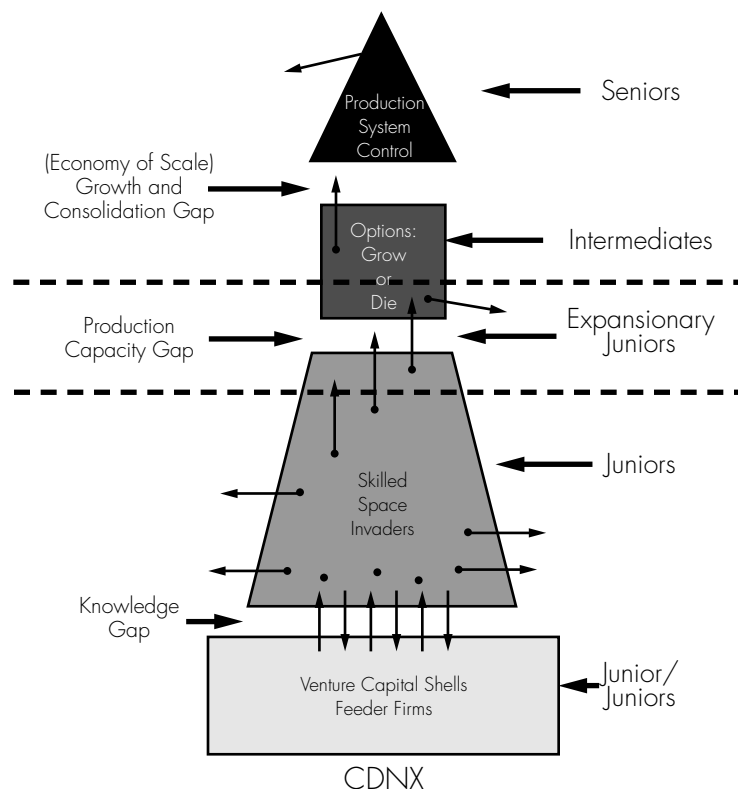 Production
System
Control
Seniors
(Economy of Scale)
Growth and
Consolidation Gap
Options:
Grow
or
Die
Intermediates
Production
Capacity Gap
Expansionary
Juniors
Skilled
Space
Invaders
Juniors
Knowledge
Gap
Venture Capital Shells
Feeder Firms
Junior/
Juniors
CDNX